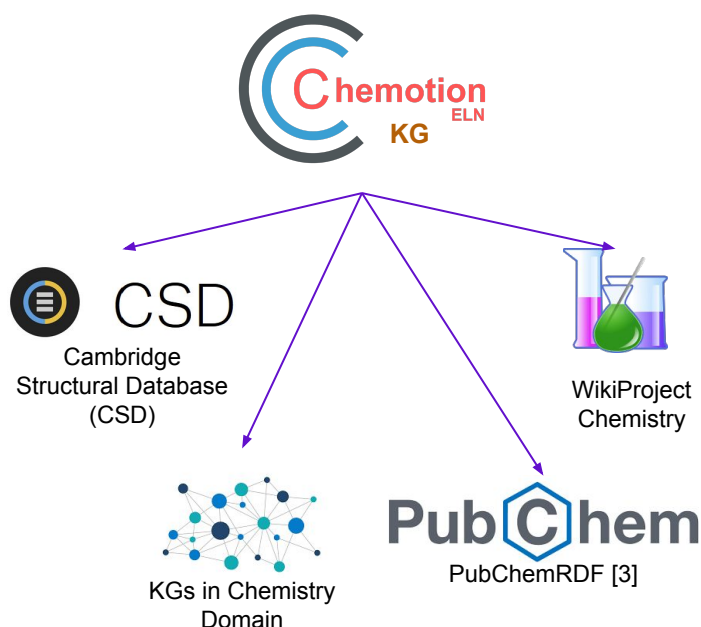 Chemotion
ELN
KG
CSD
Cambridge
Structural Database
(CSD)
WikiProject
Chemistry
KGs in Chemistry
Domain
PubChem
PubChemRDF [3]